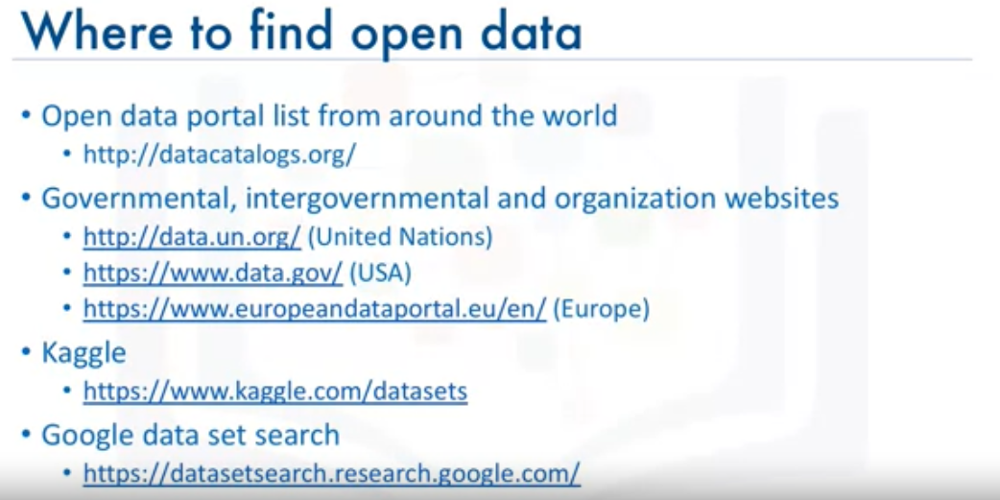 Where to find open data
• Open data portal list from around the world
• http://datacatalogs.org/
• Governmental, intergovernmental and organization websites
• http://data.un.org/ (United Nations)
• https://www.data.gov/ (USA)
• https://www.europeandataportal.eu/en/ (Europe)
• Kaggle
• https://www.kaggle.com/datasets
• Google data set search
• https://datasetsearch.research.google.com/